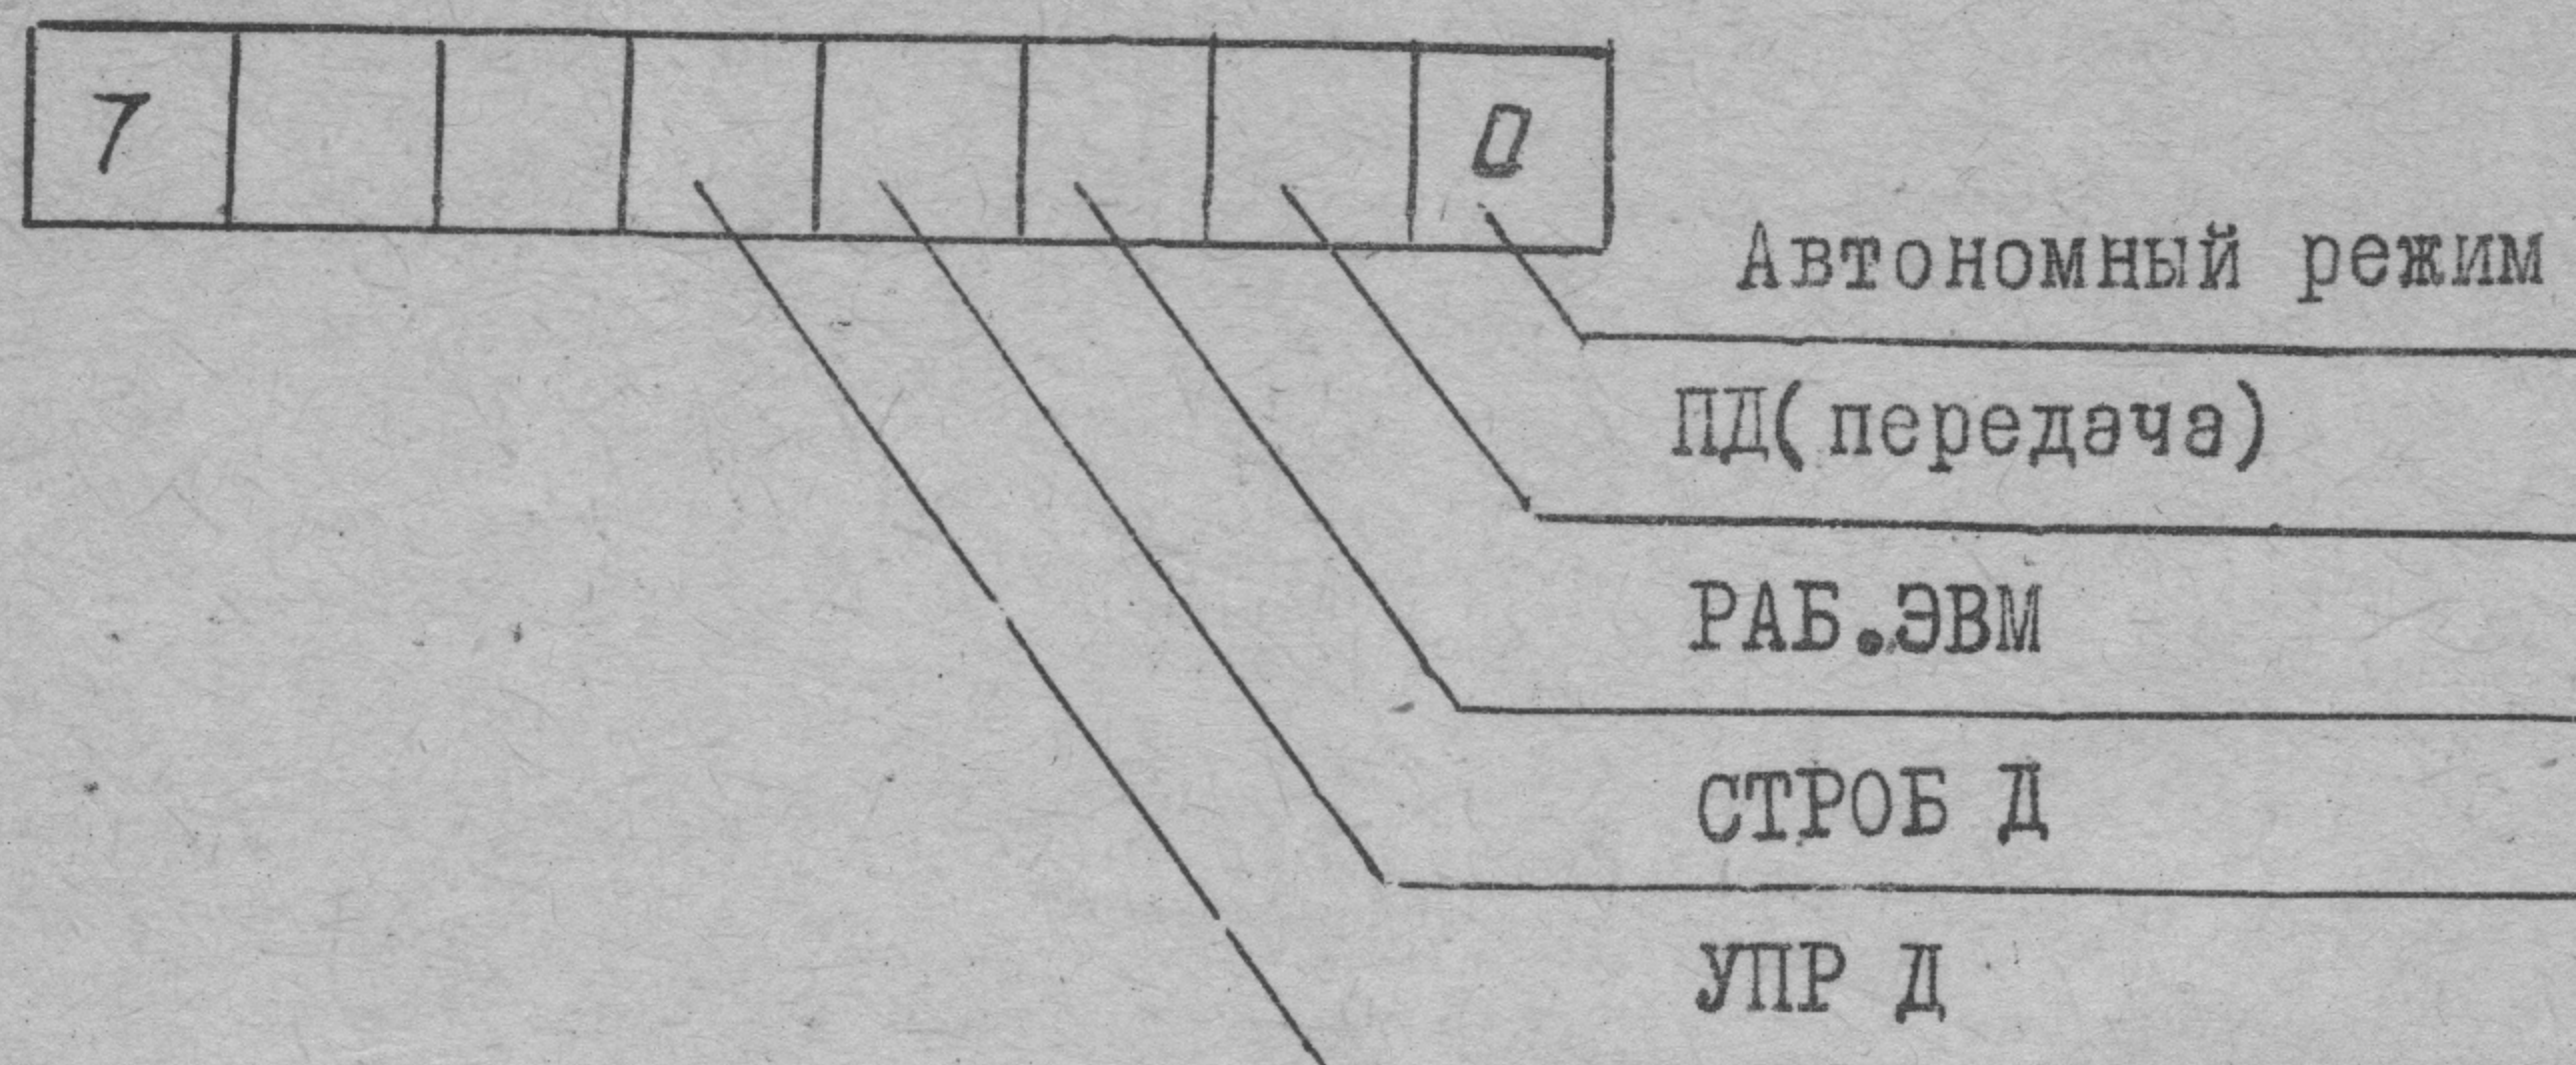 7 0
Автономный режим
ПД(передача)
РАБ.ЭВМ
СТРОБ Д
УПР Д